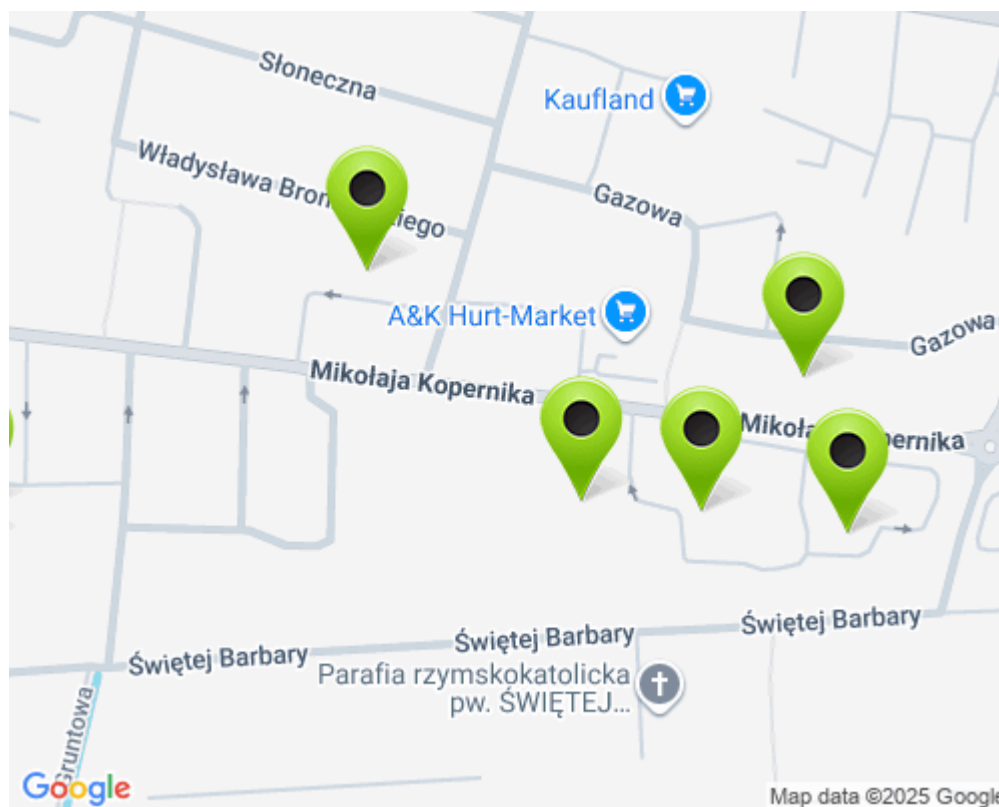 Słoneczna
Kaufland
Władysława Bron
iego
Gazowa
A&K Hurt-Market
Gazowa
Mikołaja Kopernika
Mikoła
pernika
Świętej Barbary
Świętej Barbary
Świętej Barbary
Parafia rzymskokatolicka
pw. ŚWIĘTEJ...
Gruntowa
Google
Map data ©2025 Google